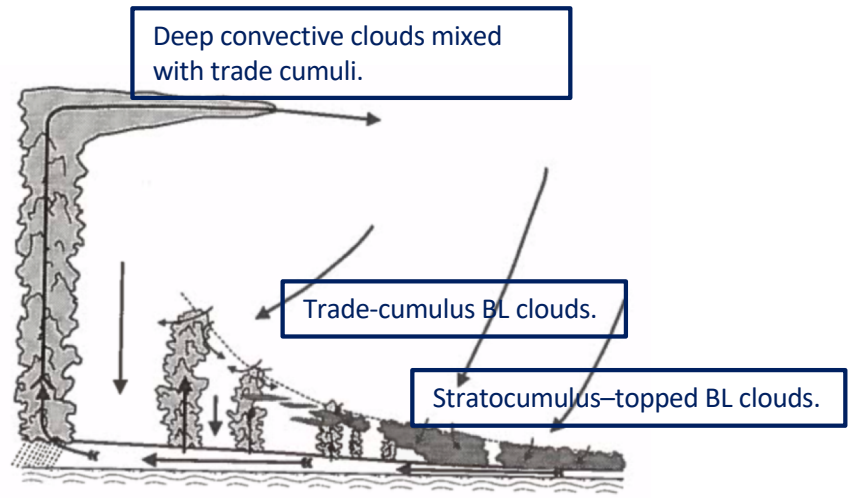 Deep convective clouds mixed
with trade cumuli.
Trade-cumulus BL clouds.
Stratocumulus–topped BL clouds.